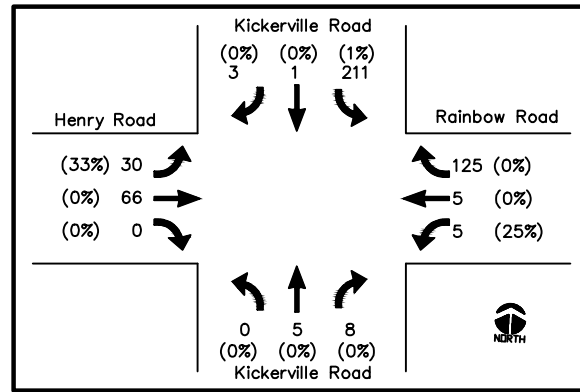 Kickerville Road
(0%) (0%) (1%)
3 1 211
Henry Road
Rainbow Road
(33%) 30
(0%) 66
(0%) 0
125 (0%)
5 (0%)
5 (25%)
0 5 8
(0%) (0%) (0%)
Kickerville Road
NORTH